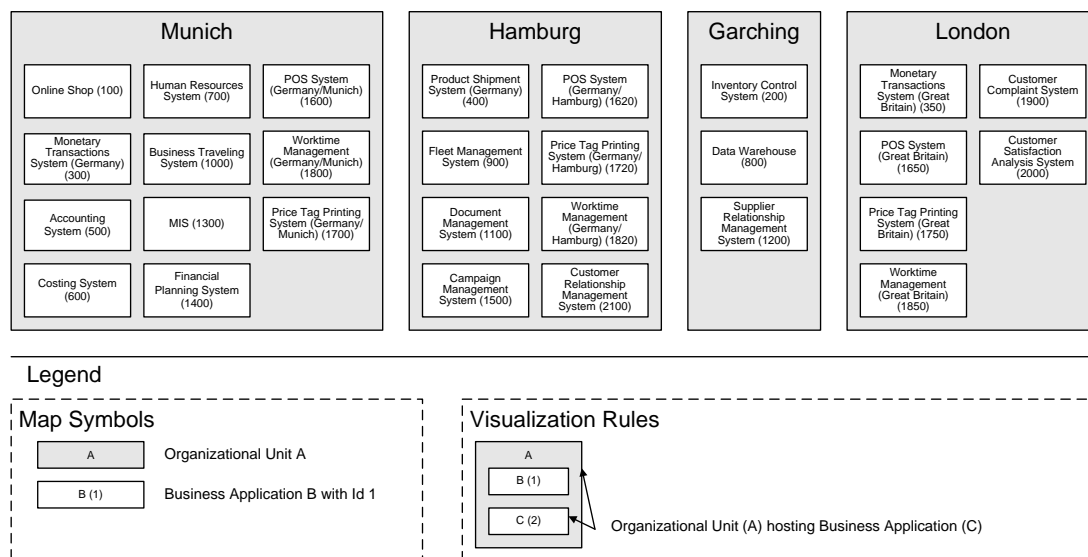 Munich
Online Shop (100)
Human Resources
System (700)
POS System
(Germany/Munich)
(1600)
Monetary
Transactions
System (Germany)
(300)
Business Traveling
System (1000)
Worktime
Management
(Germany/Munich)
(1800)
Accounting
System (500)
MIS (1300)
Price Tag Printing
System (Germany/
Munich) (1700)
Costing System
(600)
Financial
Planning System
(1400)
Hamburg
Product Shipment
System (Germany)
(400)
POS System
(Germany/
Hamburg) (1620)
Fleet Management
System (900)
Price Tag Printing
System (Germany/
Hamburg) (1720)
Document
Management
System (1100)
Worktime
Management
(Germany/
Hamburg) (1820)
Campaign
Management
System (1500)
Customer
Relationship
Management
System (2100)
Garching
Inventory Control
System (200)
Data Warehouse
(800)
Supplier
Relationship
Management
System (1200)
London
Monetary
Transactions
System (Great
Britain) (350)
Customer
Complaint System
(1900)
POS System
(Great Britain)
(1650)
Customer
Satisfaction
Analysis System
(2000)
Price Tag Printing
System (Great
Britain) (1750)
Worktime
Management
(Great Britain)
(1850)
Legend
Map Symbols
A
Organizational Unit A
B (1)
Business Application B with Id 1
Visualization Rules
A
B (1)
C (2)
Organizational Unit (A) hosting Business Application (C)